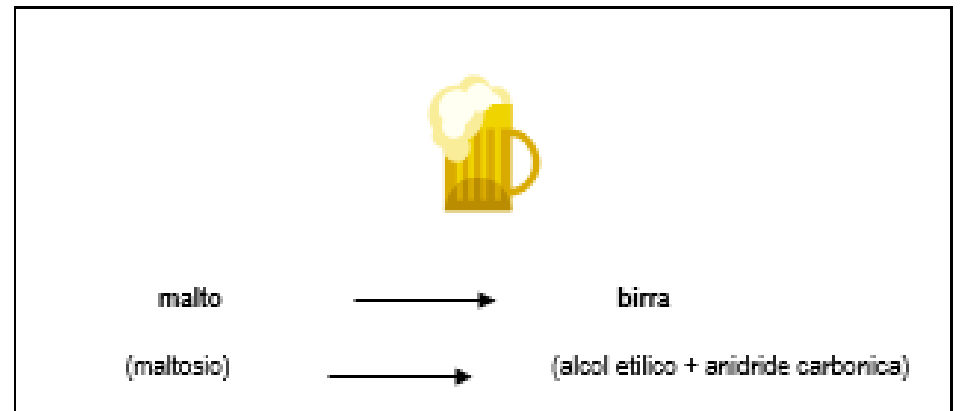 malto birra
(maltosio) (alcol etilico + anidride carbonica)